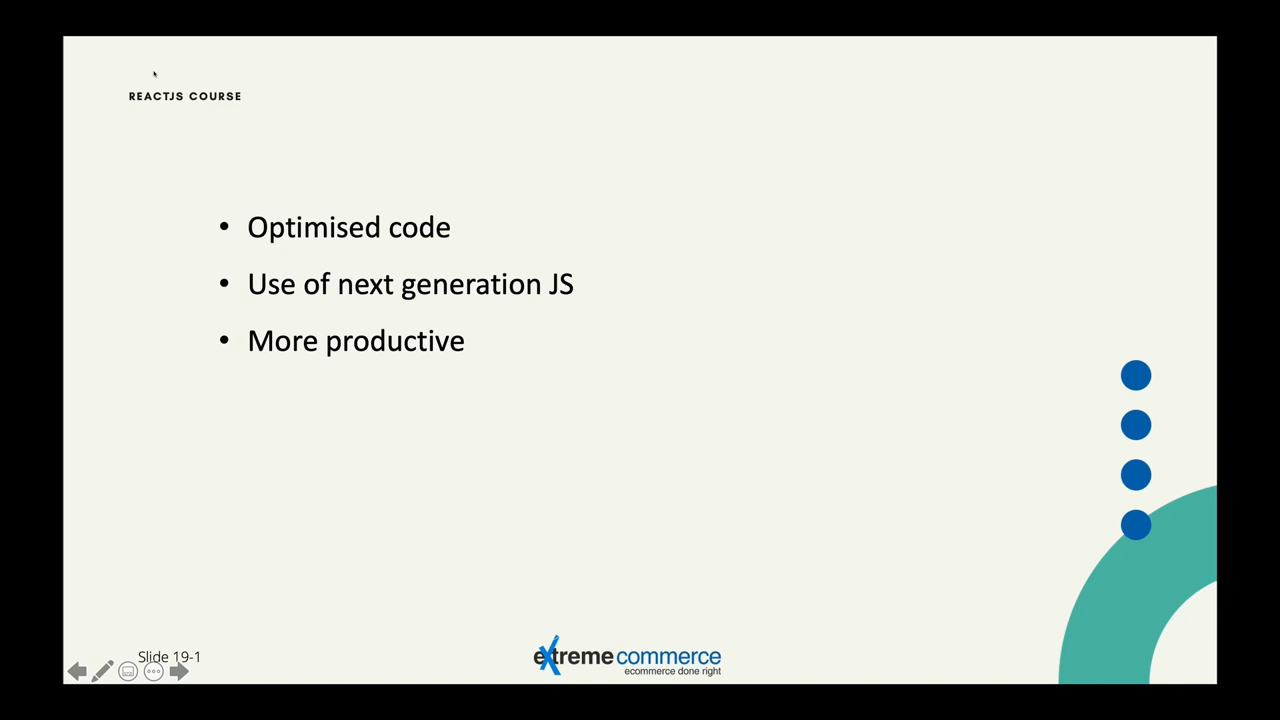 REACTJS COURSE
• Optimised code
• Use of next generation JS
• More productive
Slide 19-1
extreme commerce
ecommerce done right